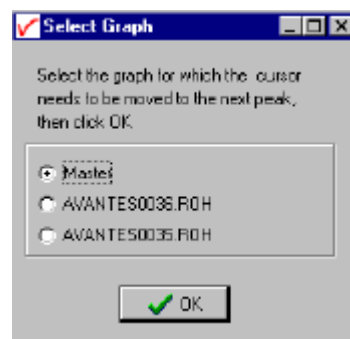 Select Graph
Select the graph for which the cursor
needs to be moved to the next peak,
then click OK
Master
AVANTES0036.ROH
AVANTES0035.ROH
OK